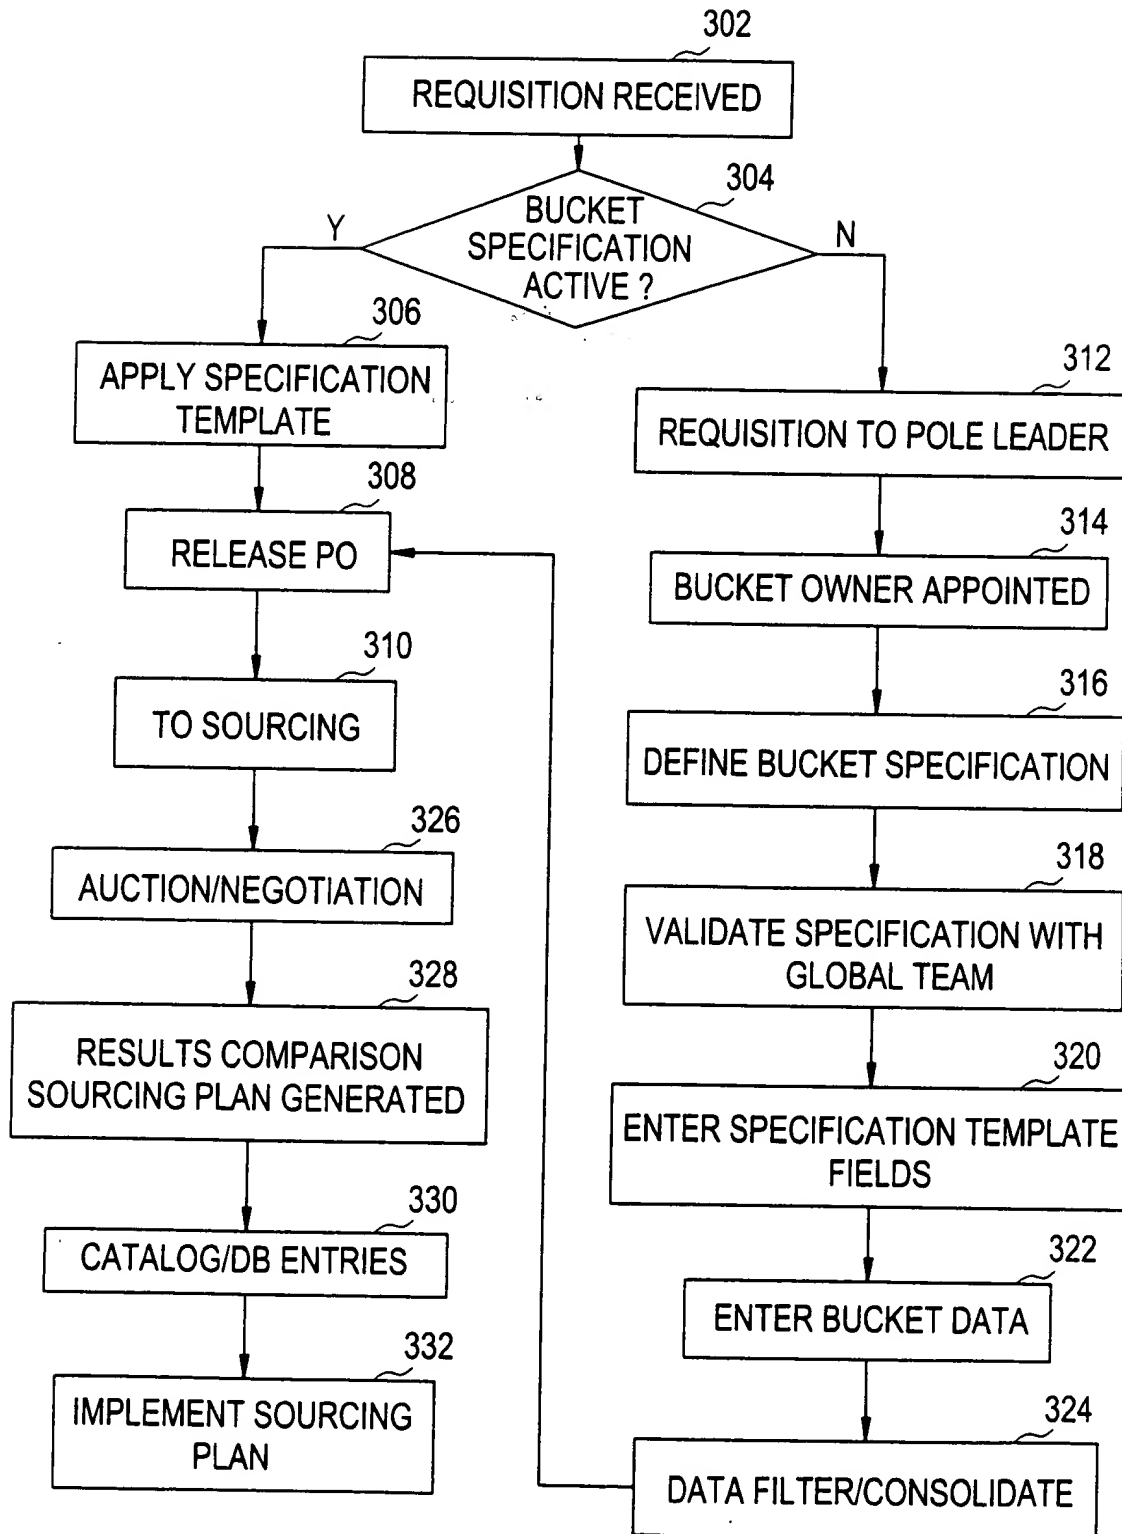 302
REQUISITION RECEIVED
304
BUCKET
SPECIFICATION
ACTIVE ?
Y
N
306
APPLY SPECIFICATION
TEMPLATE
308
RELEASE PO
310
TO SOURCING
326
AUCTION/NEGOTIATION
328
RESULTS COMPARISON
SOURCING PLAN GENERATED
330
CATALOG/DB ENTRIES
332
IMPLEMENT SOURCING
PLAN
312
REQUISITION TO POLE LEADER
314
BUCKET OWNER APPOINTED
316
DEFINE BUCKET SPECIFICATION
318
VALIDATE SPECIFICATION WITH
GLOBAL TEAM
320
ENTER SPECIFICATION TEMPLATE
FIELDS
322
ENTER BUCKET DATA
324
DATA FILTER/CONSOLIDATE